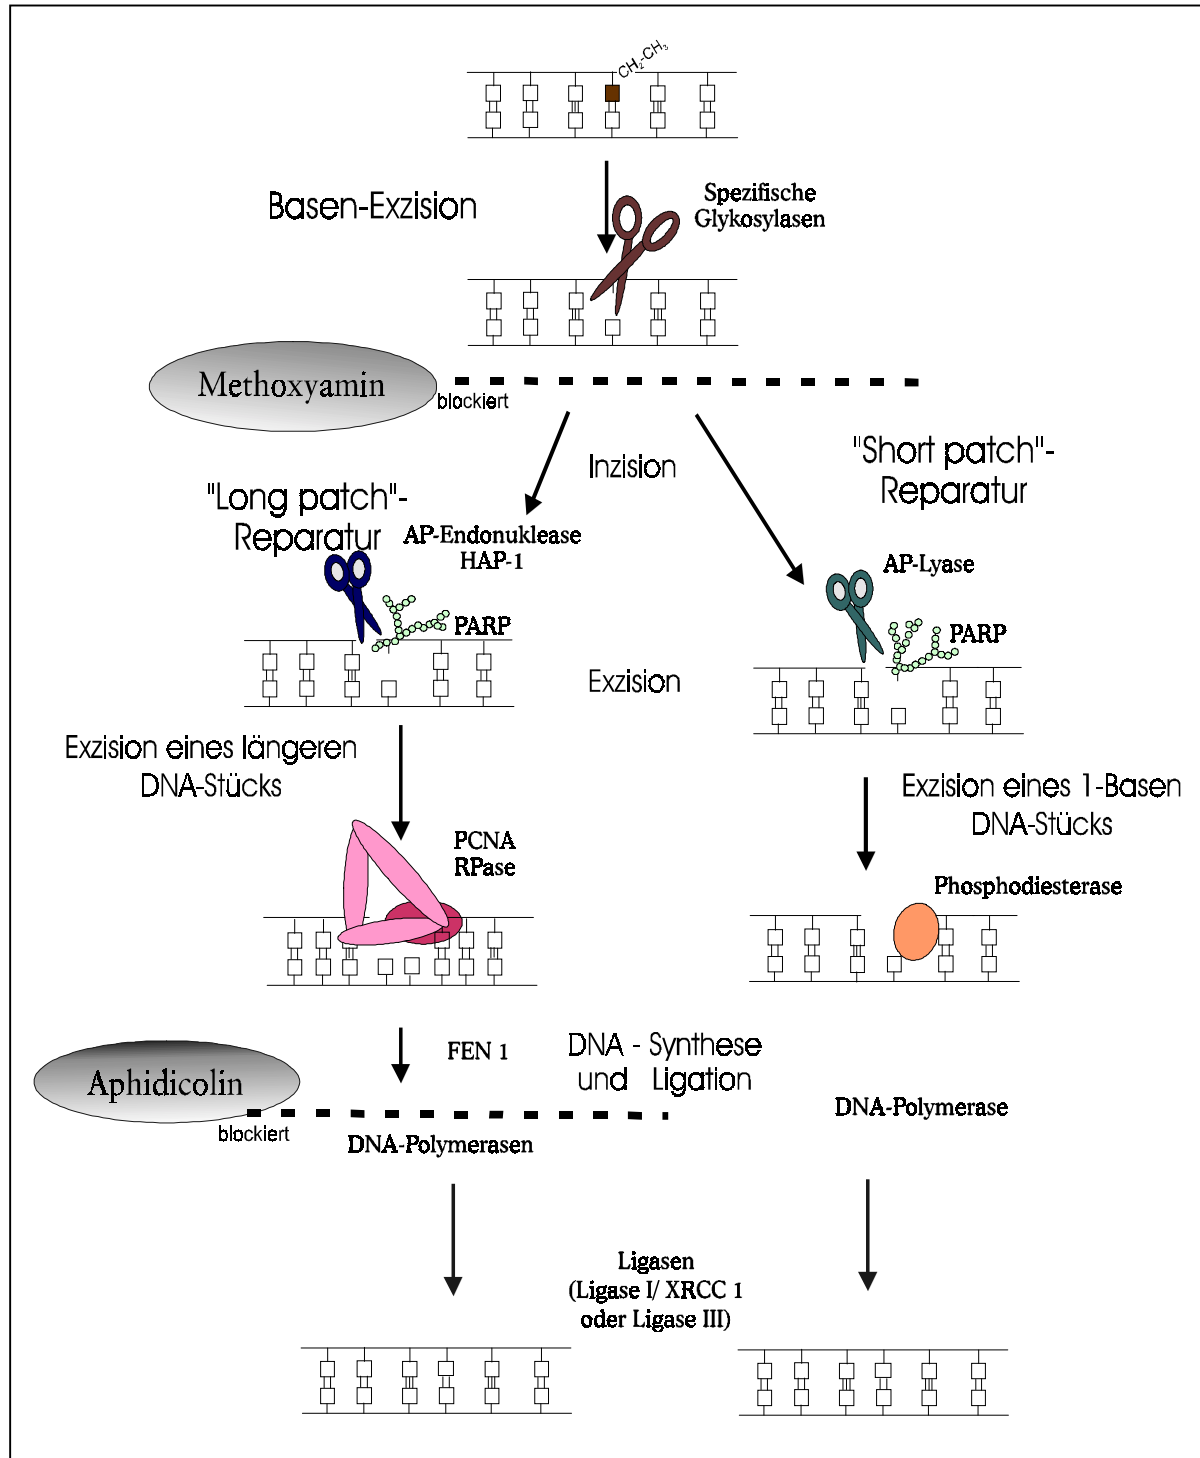 CH₂-CH₃
Basen-Exzision
Spezifische
Glykosylasen
Methoxyamin
blockiert
Inzision
"Short patch"-
Reparatur
"Long patch"-
Reparatur
AP-Endonuklease
HAP-1
AP-Lyase
PARP
PARP
Exzision
Exzision eines längeren
DNA-Stücks
Exzision eines 1-Basen
DNA-Stücks
PCNA
RPase
Phosphodiesterase
FEN 1
DNA - Synthese
und Ligation
Aphidicolin
blockiert
DNA-Polymerasen
DNA-Polymerase
Ligasen
(Ligase I/ XRCC 1
oder Ligase III)